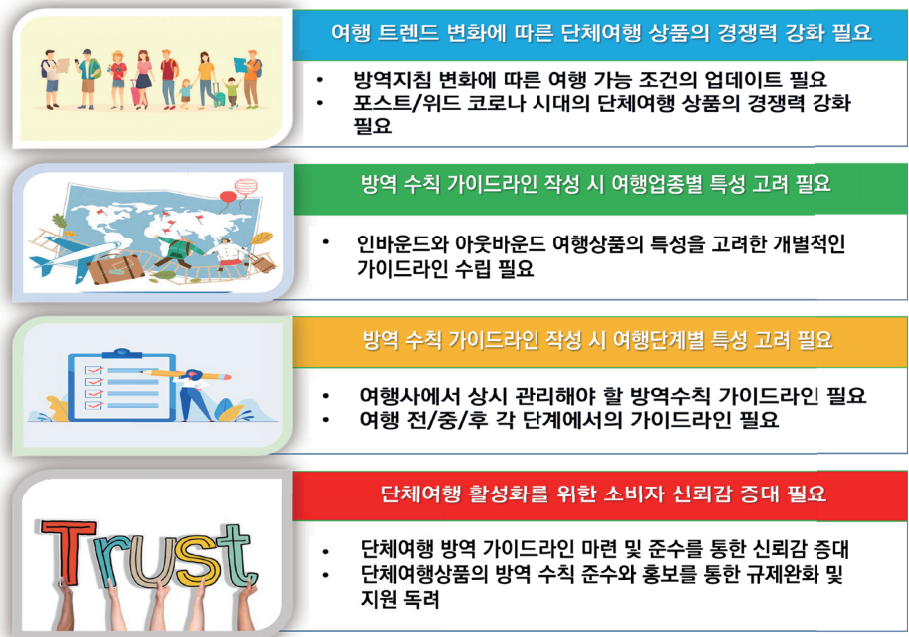 여행 트렌드 변화에 따른 단체여행 상품의 경쟁력 강화 필요
• 방역지침 변화에 따른 여행 가능 조건의 업데이트 필요
• 포스트/위드 코로나 시대의 단체여행 상품의 경쟁력 강화
필요
방역 수칙 가이드라인 작성 시 여행업종별 특성 고려 필요
• 인바운드와 아웃바운드 여행상품의 특성을 고려한 개별적인
가이드라인 수립 필요
방역 수칙 가이드라인 작성 시 여행단계별 특성 고려 필요
• 여행사에서 상시 관리해야 할 방역수칙 가이드라인 필요
• 여행 전/중/후 각 단계에서의 가이드라인 필요
Trust
단체여행 활성화를 위한 소비자 신뢰감 증대 필요
• 단체여행 방역 가이드라인 마련 및 준수를 통한 신뢰감 증대
• 단체여행상품의 방역 수칙 준수와 홍보를 통한 규제완화 및
지원 독려